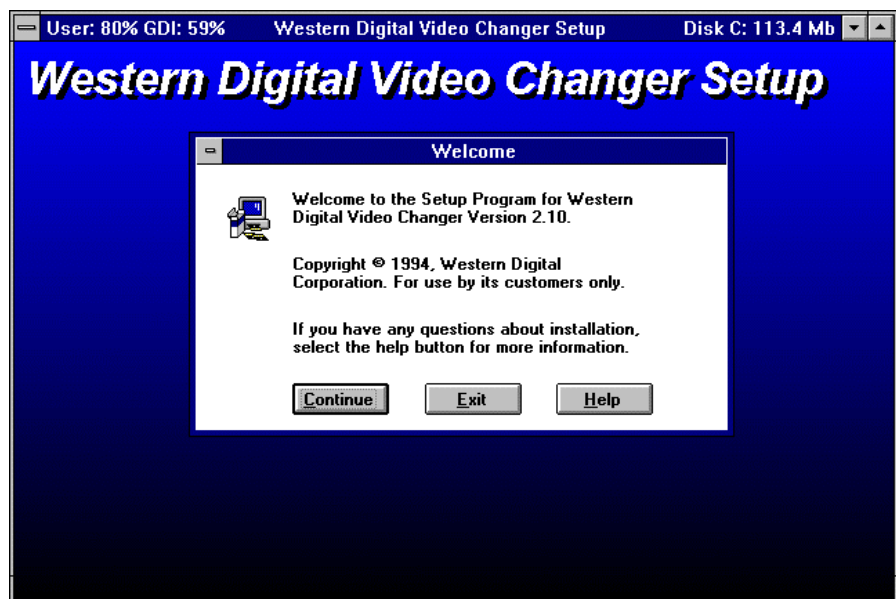 User: 80% GDI: 59% Western Digital Video Changer Setup Disk C: 113.4 Mb
Western Digital Video Changer Setup
Welcome
Welcome to the Setup Program for Western
Digital Video Changer Version 2.10.
Copyright © 1994, Western Digital
Corporation. For use by its customers only.
If you have any questions about installation,
select the help button for more information.
Continue Exit Help